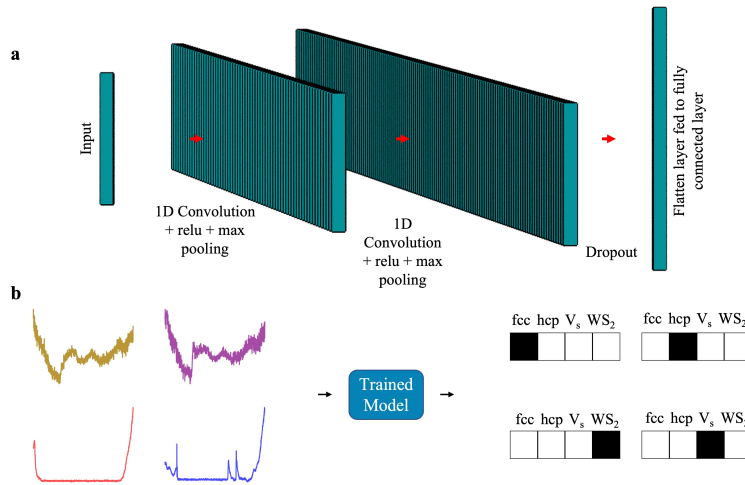 a
Input
1D Convolution
+ relu + max
pooling
1D
Convolution
+ relu + max
pooling
Dropout
Flatten layer fed to fully
connected layer
b
Trained
Model
fcc hcp Vₛ WS₂
fcc hcp Vₛ WS₂
fcc hcp Vₛ WS₂
fcc hcp Vₛ WS₂